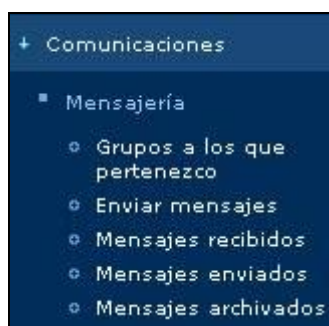 Comunicaciones
Mensajería
Grupos a los que
pertenezco
Enviar mensajes
Mensajes recibidos
Mensajes enviados
Mensajes archivados